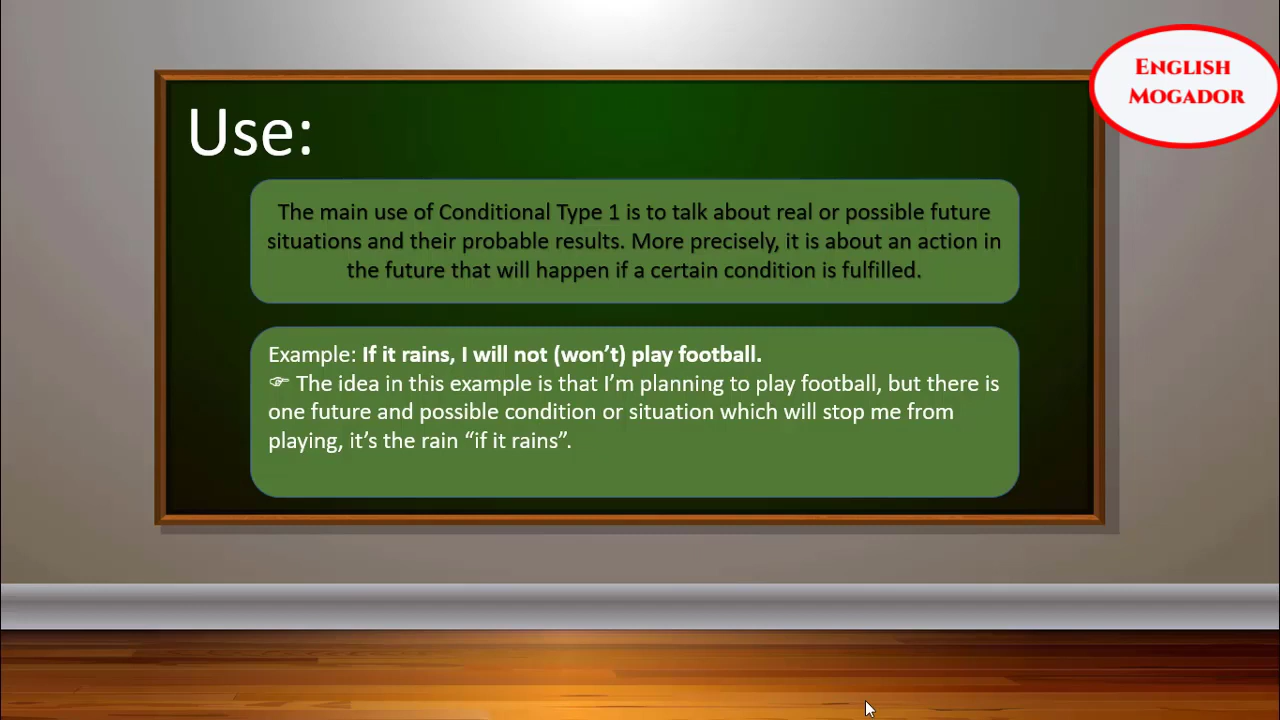 English
Mogador
Use:
The main use of Conditional Type 1 is to talk about real or possible future
situations and their probable results. More precisely, it is about an action in
the future that will happen if a certain condition is fulfilled.
Example: If it rains, I will not (won’t) play football.
☞ The idea in this example is that I’m planning to play football, but there is
one future and possible condition or situation which will stop me from
playing, it’s the rain “if it rains”.